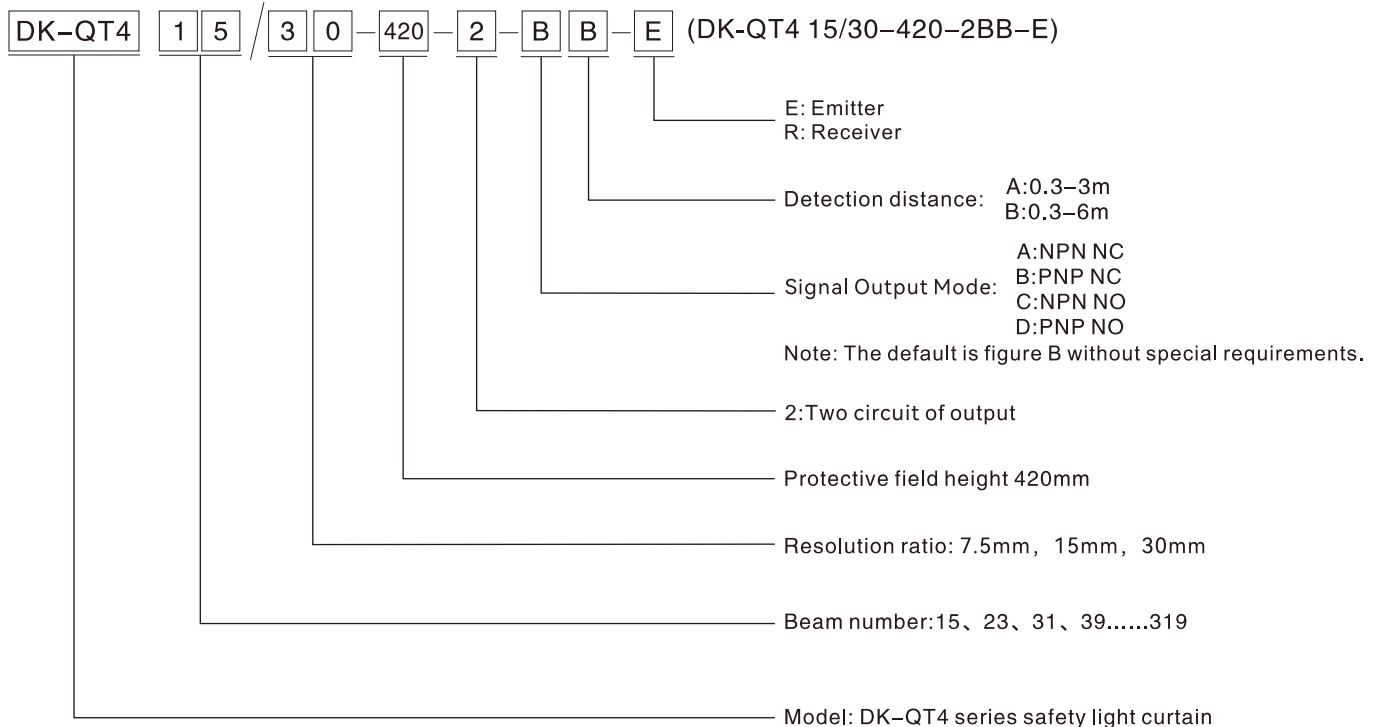 DK–QT4 1 5 / 3 0 – 420 – 2 – B B – E (DK-QT4 15/30–420–2BB–E)
E: Emitter
R: Receiver
Detection distance: A:0.3–3m
B:0.3–6m
A:NPN NC
Signal Output Mode: B:PNP NC
C:NPN NO
D:PNP NO
Note: The default is figure B without special requirements.
2:Two circuit of output
Protective field height 420mm
Resolution ratio: 7.5mm, 15mm, 30mm
Beam number:15、23、31、39......319
Model: DK–QT4 series safety light curtain